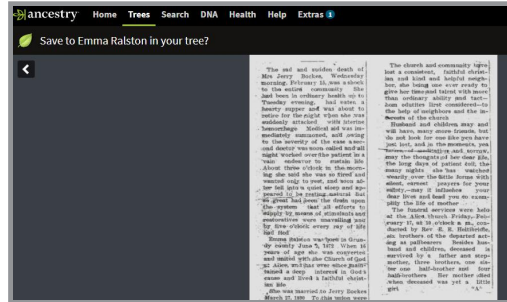 ancestry Home Trees Search DNA Health Help Extras 1
Save to Emma Ralston in your tree?
The sad and sudden death of
Mrs Jerry Bockes, Wednesday
morning, February 15, was a shock
to the entire community She
had been in ordinary health up to
Tuesday evening, had eaten a
hearty supper and was about to
retire for the night when she was
suddenly attacked with
hemorrhage Medical aid was im-
mediately summoned, and owing
to the severity of the case a sec-
ond doctor was soon called and all
night worked over the patient in a
vain endeavor to sustain life.
About three o'clock in the morn-
ing she said she was so tired and
wanted only to rest, and soon af-
ter fell into a quiet sleep and ap-
peared to be resting natural But
so great had been the drain upon
the system that all efforts to
supply by means of stimulants and
restoratives were unavailing
by five o'clock every ray of life
had fled
Emma Ralston was born in Grun-
dy county June 5, 1873 When 16
years of age she was converted
and united with the Church of God
at Alien, and has ever since main-
tained a deep interest in God's
cause and lived a faithful christ-
ian life
She was married to Jerry Bockes
March 27, 1890 To this union were
The church and community have
lost a consistent, faithful christ-
ian and kind and helpful neigh-
bor, she being one ever ready to
give her time and talent with more
than ordinary ability and tact—
home duties first considered—to
the help of neighbors and the in-
terests of the church
Husband and children may and
will have, many more friends, but
do not look for one like you have
just lost, and in the moments, yea
may the thoughts of her dear life,
the long days of patient toil, the
many nights she has watched
wearily over the little forms with
silent, earnest prayers for your
safety,—may it influence your
dear lives and lead you to exem-
plify the life of mother
The funeral services were held
at the Alien church Friday, Feb-
ruary 17, at 10 o'clock a m, con-
ducted by Rev
six brothers of the departed act-
ing as pallbearers Besides hus-
band and children, deceased is
survived by a father and step-
mother, three brothers, one sis-
ter one half-brother and four
half-brothers Her mother died
when deceased was yet a little
girl "A"